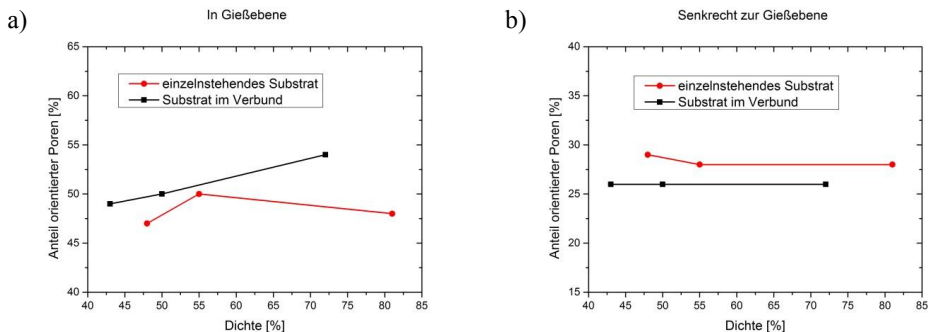 a)
In Gießebene
Anteil orientierter Poren [%]
65
60
55
50
45
40
einzelnstehendes Substrat
Substrat im Verbund
40 45 50 55 60 65 70 75 80 85
Dichte [%]
b)
Senkrecht zur Gießebene
Anteil orientierter Poren [%]
40
35
30
25
20
15
einzelnstehendes Substrat
Substrat im Verbund
40 45 50 55 60 65 70 75 80 85
Dichte [%]